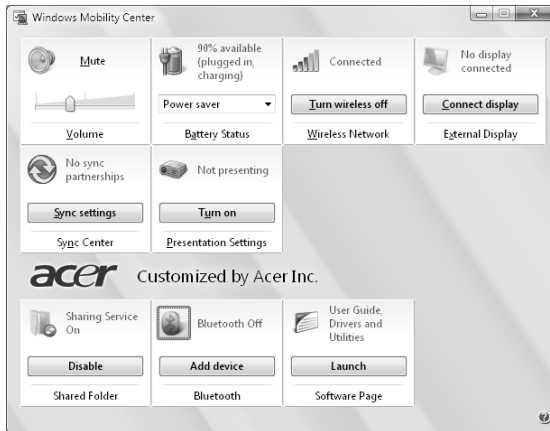 Windows Mobility Center
Mute
Volume
90% available
(plugged in,
charging)
Power saver
Battery Status
Connected
Turn wireless off
Wireless Network
No display
connected
Connect display
External Display
No sync
partnerships
Sync settings
Sync Center
Not presenting
Turn on
Presentation Settings
acer Customized by Acer Inc.
Sharing Service
On
Disable
Shared Folder
Bluetooth Off
Add device
Bluetooth
User Guide,
Drivers and
Utilities
Launch
Software Page